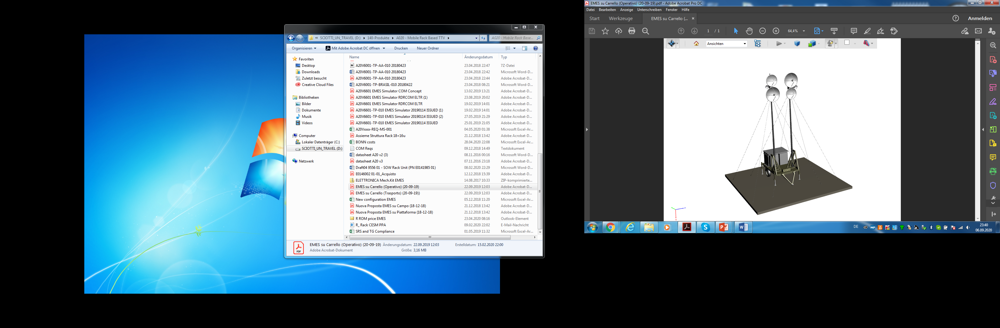 SCIOTTI_UN_TRAVEL (D:) 140-Produkte A020 - Mobile Rack Based TTV A020 - Mobile Rack Base...
Organisieren Mit Adobe Acrobat DC öffnen Drucken Neuer Ordner
Favoriten
Desktop
Downloads
Zuletzt besucht
Creative Cloud Files
Bibliotheken
Bilder
Dokumente
Musik
Videos
Computer
Lokaler Datenträger (C:)
SCIOTTI_UN_TRAVEL (D:)
Netzwerk
Name Änderungsdatum Typ
A20V6001-TP-AA-010 20180423 23.04.2018 22:47 7Z-Datei
A20V6001-TP-AA-010 20180423 23.04.2018 22:42 Microsoft Word-D...
A20V6001-TP-AA-010 20180423 23.04.2018 22:44 Adobe Acrobat-D...
A20V6001-TP-BRASIL-010 20180422 23.04.2018 08:21 Microsoft Word-D...
A20V6601 EMES Simulator COM Concept 13.02.2019 13:21 Adobe Acrobat-D...
A20V6601 EMES Simulator RDRCOM ELTR (1) 23.08.2019 20:02 Adobe Acrobat-D...
A20V6601 EMES Simulator RDRCOM ELTR 19.02.2019 14:01 Adobe Acrobat-D...
A20V6601-TP-010 EMES Simulator 20190114 ISSUED (1) 19.02.2019 14:01 Adobe Acrobat-D...
A20V6601-TP-010 EMES Simulator 20190114 ISSUED (2) 27.05.2019 21:29 Adobe Acrobat-D...
A20V6601-TP-010 EMES Simulator 20190114 ISSUED 25.01.2019 21:05 Adobe Acrobat-D...
A20Vxxxx-REQ-MS-001 04.05.2020 01:38 Microsoft Excel-Ar...
Assieme Struttura Rack 18+16u 21.12.2018 13:42 Adobe Acrobat-D...
BONN costs 28.04.2020 22:08 Microsoft Excel-Ar...
COM Reqs 09.12.2018 14:49 Textdokument
datasheet A20 v2 (3) 08.11.2016 00:16 Microsoft Word-D...
datasheet A20 v3 07.11.2016 23:18 Adobe Acrobat-D...
Draft04 9556 01 - SOW Rack Unit (PN E0141985 01) 08.02.2020 22:29 Microsoft Word-D...
E0146002 01-01_Acquisto 12.12.2018 15:39 Adobe Acrobat-D...
ELETTRONICA Mech.Kit EMES 14.08.2017 10:33 ZIP-komprimierte...
EMES su Carrello (Operativo) (20-09-19) 22.09.2019 12:03 Adobe Acrobat-D...
EMES su Carrello (Trasporto) (20-09-19)) 22.09.2019 12:03 Adobe Acrobat-D...
New configuration EMES 05.12.2018 11:20 Microsoft Excel-Ar...
Nuova Proposta EMES su Campo (18-12-18) 21.12.2018 13:42 Adobe Acrobat-D...
Nuova Proposta EMES su Piattaforma (18-12-18) 21.12.2018 13:42 Adobe Acrobat-D...
R ROM price EMES 23.04.2020 08:16 Outlook-Element
R_ Rack CESM PPA 09.02.2020 22:02 E-Mail-Nachricht
SRS and TG Compliance 01.05.2019 11:32 Microsoft Excel-Ar...
EMES su Carrello (Operativo) (20-09-19) Änderungsdatum: 22.09.2019 12:03 Erstelldatum: 15.02.2020 22:00
Adobe Acrobat-Dokument Größe: 3,16 MB
PDF
EMES su Carrello (Operativo) (20-09-19).pdf - Adobe Acrobat Pro DC
Datei Bearbeiten Anzeige Unterschreiben Fenster Hilfe
Start Werkzeuge EMES su Carrello (... Anmelden
1 / 1 64,4%
Ansichten
DE
23:40
06.09.2020